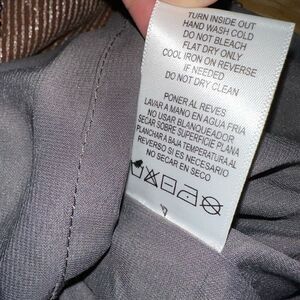 TURN INSIDE OUT
HAND WASH COLD
DO NOT BLEACH
FLAT DRY ONLY
COOL IRON ON REVERSE
IF NEEDED
DO NOT DRY CLEAN
PONER AL REVES
LAVAR A MANO EN AGUA FRIA
NO USAR BLANQUEADOR
SECAR SOBRE SUPERFICIE PLANA
PLANCHAR A BAJA TEMPERATURA AL
REVERSO SI ES NECESARIO
NO SECAR EN SECO